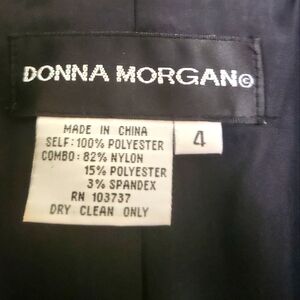 DONNA MORGAN©
MADE IN CHINA
SELF: 100% POLYESTER
COMBO: 82% NYLON
15% POLYESTER
3% SPANDEX
RN 103737
DRY CLEAN ONLY
4